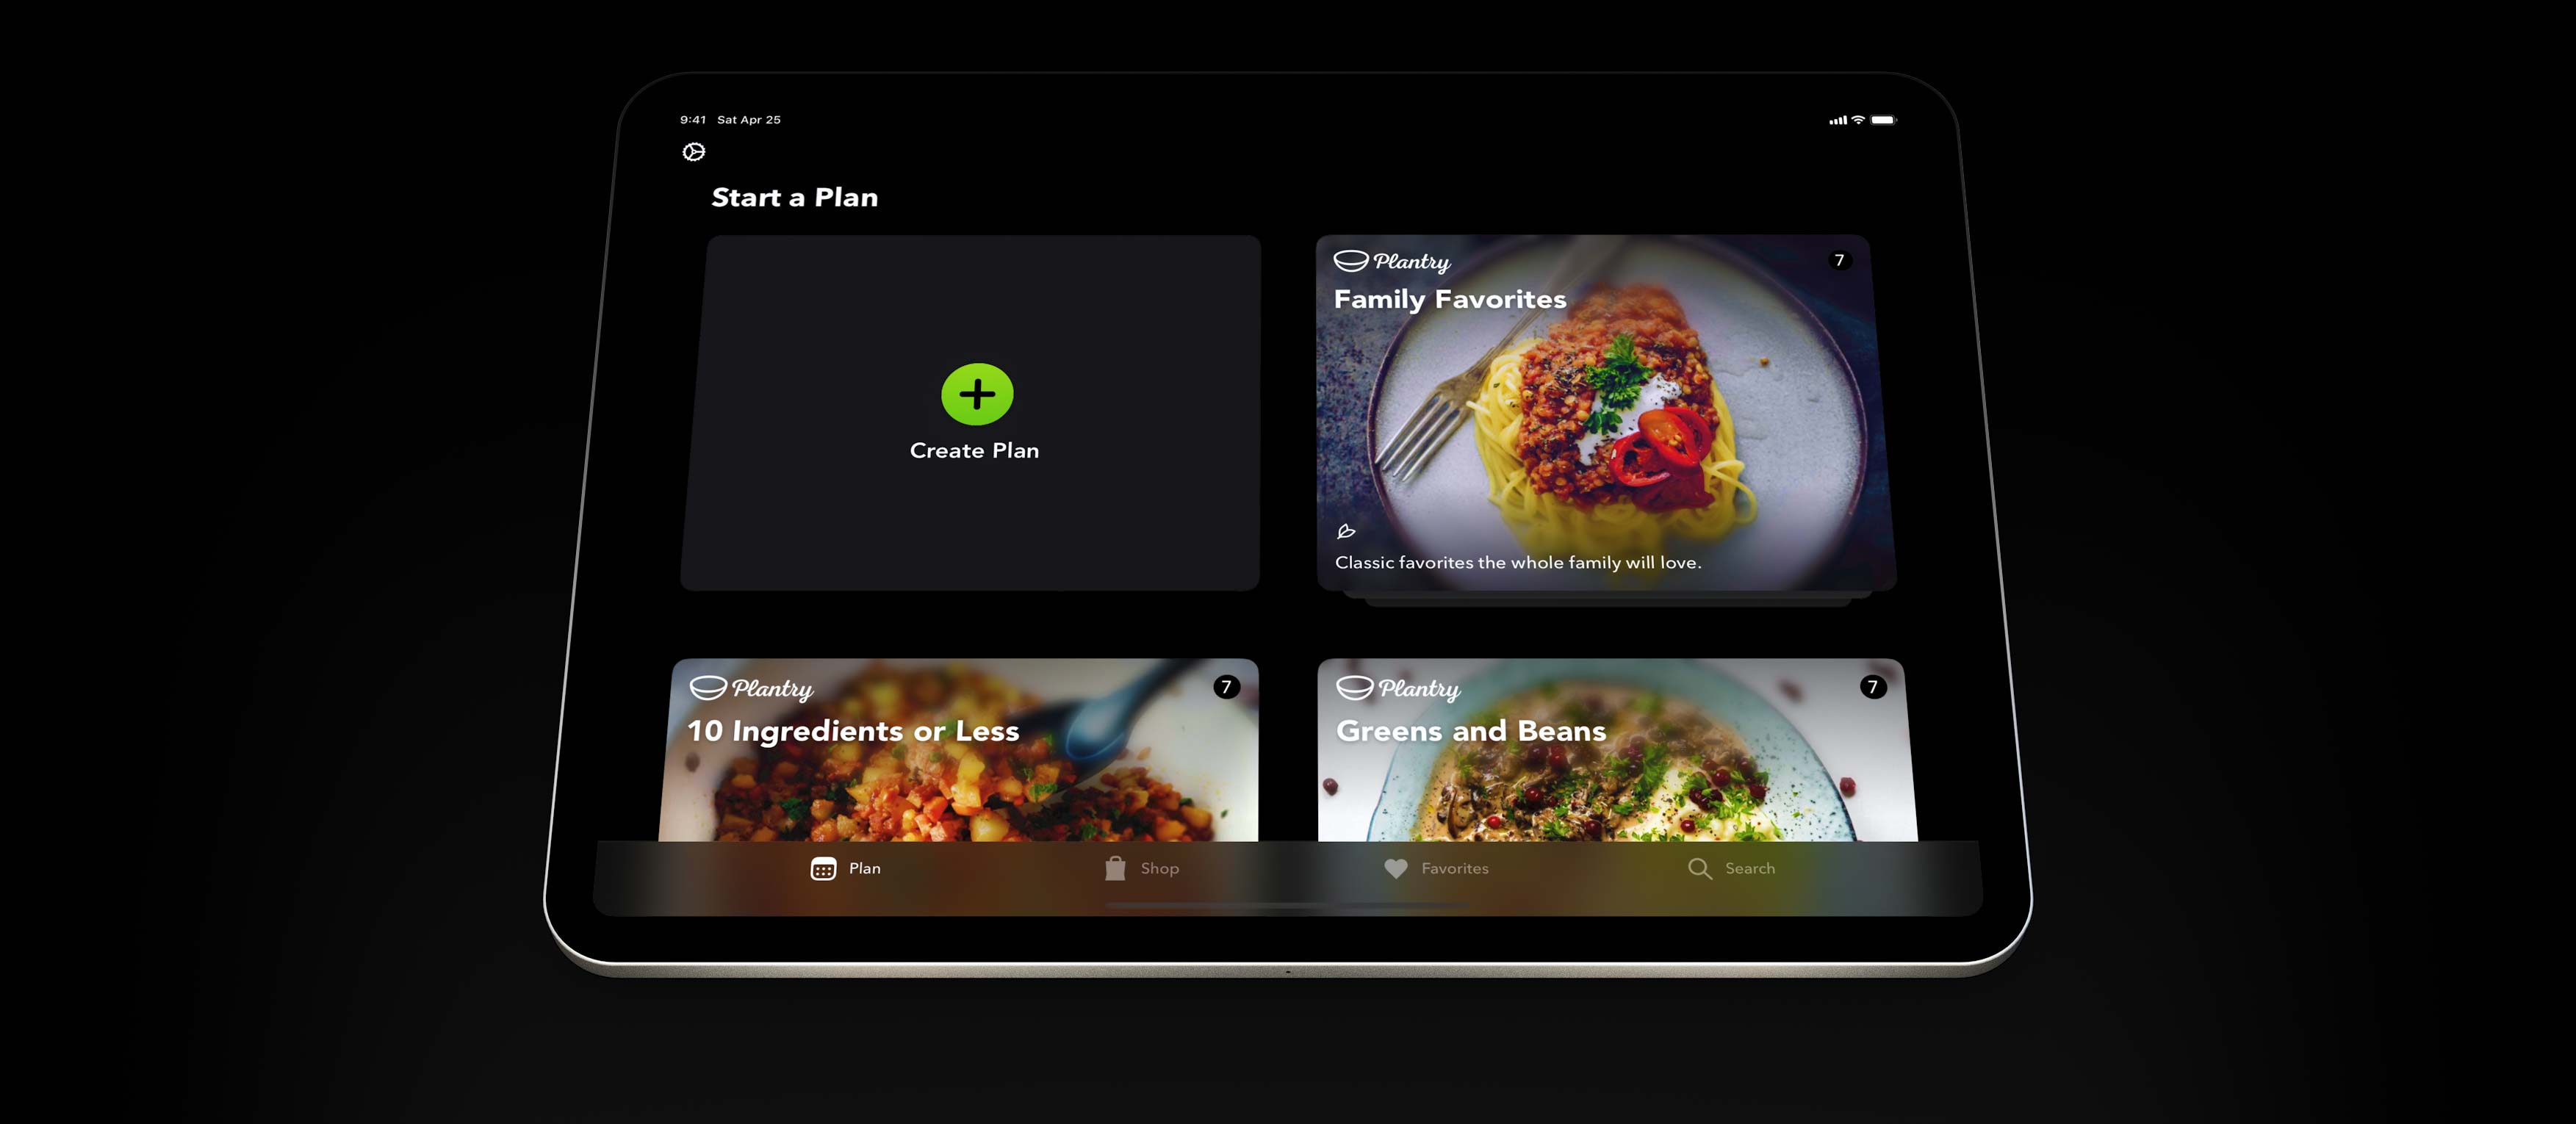 9:41 Sat Apr 25
Start a Plan
Create Plan
Plantry
7
Family Favorites
Classic favorites the whole family will love.
Plantry
7
10 Ingredients or Less
Plantry
7
Greens and Beans
Plan
Shop
Favorites
Search